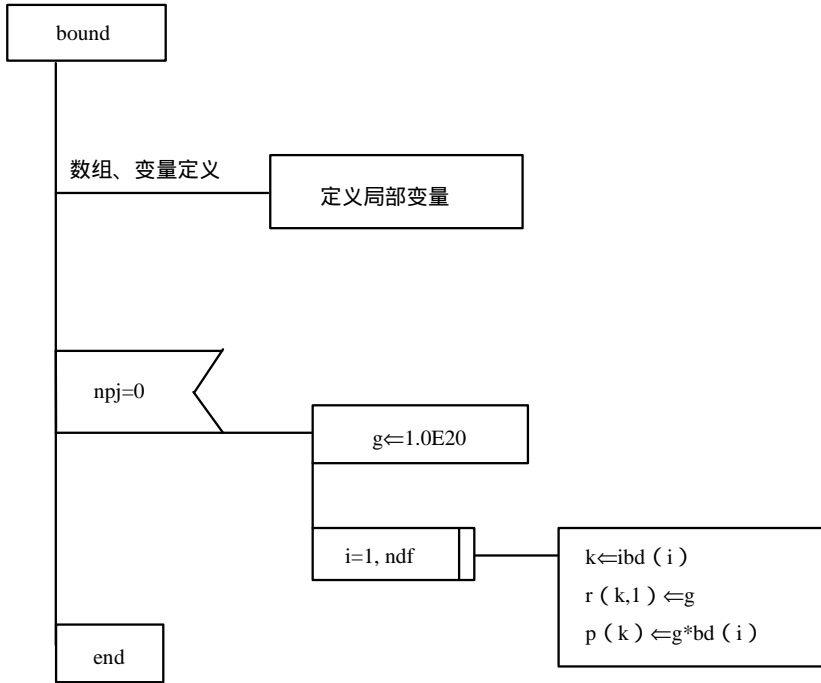 bound
数组、变量定义
定义局部变量
npj=0
g⇐1.0E20
i=1, ndf
k⇐ibd（i）
r（k,1）⇐g
p（k）⇐g*bd（i）
end